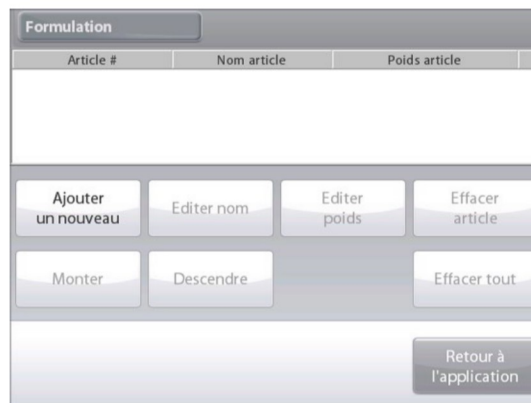 Formulation
Article # Nom article Poids article
Ajouter un nouveau
Editer nom
Editer poids
Effacer article
Monter
Descendre
Effacer tout
Retour à l'application